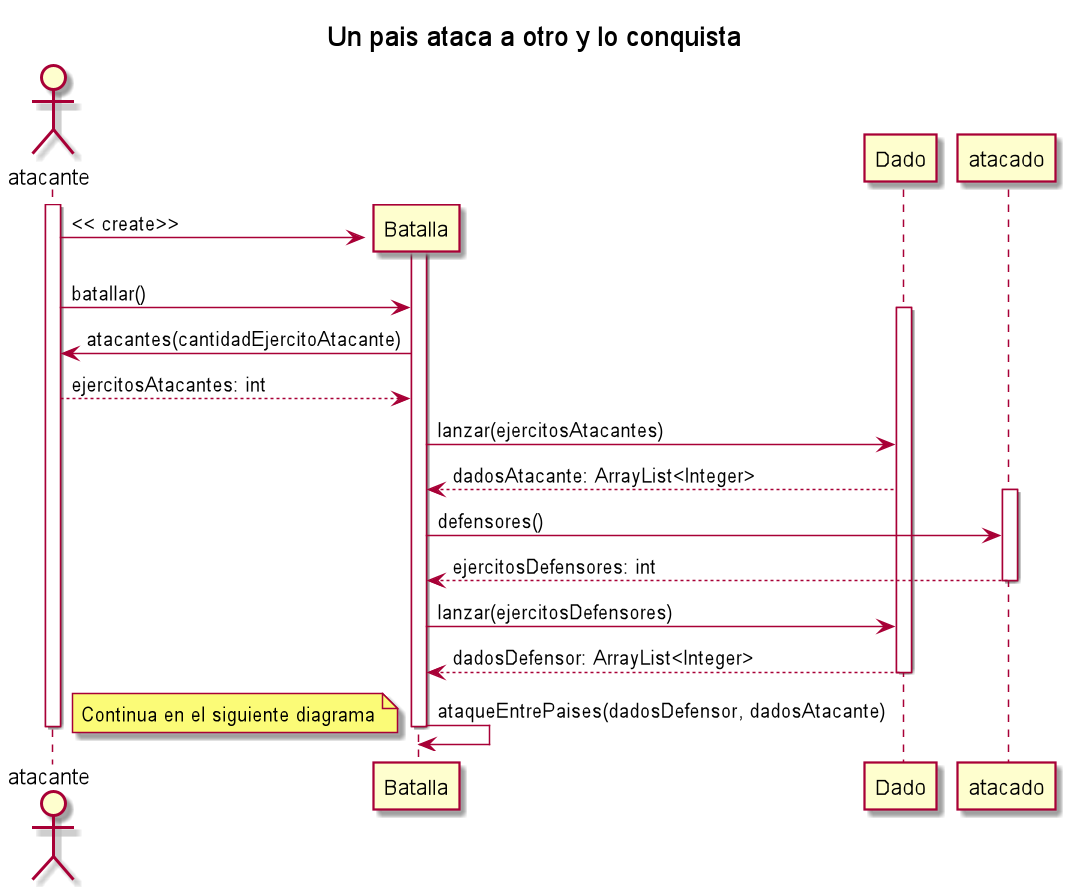 Un pais ataca a otro y lo conquista
atacante
Dado
atacado
<< create>>
Batalla
batallar()
atacantes(cantidadEjercitoAtacante)
ejercitosAtacantes: int
lanzar(ejercitosAtacantes)
dadosAtacante: ArrayList<Integer>
defensores()
ejercitosDefensores: int
lanzar(ejercitosDefensores)
dadosDefensor: ArrayList<Integer>
Continua en el siguiente diagrama
ataqueEntrePaises(dadosDefensor, dadosAtacante)
atacante
Batalla
Dado
atacado